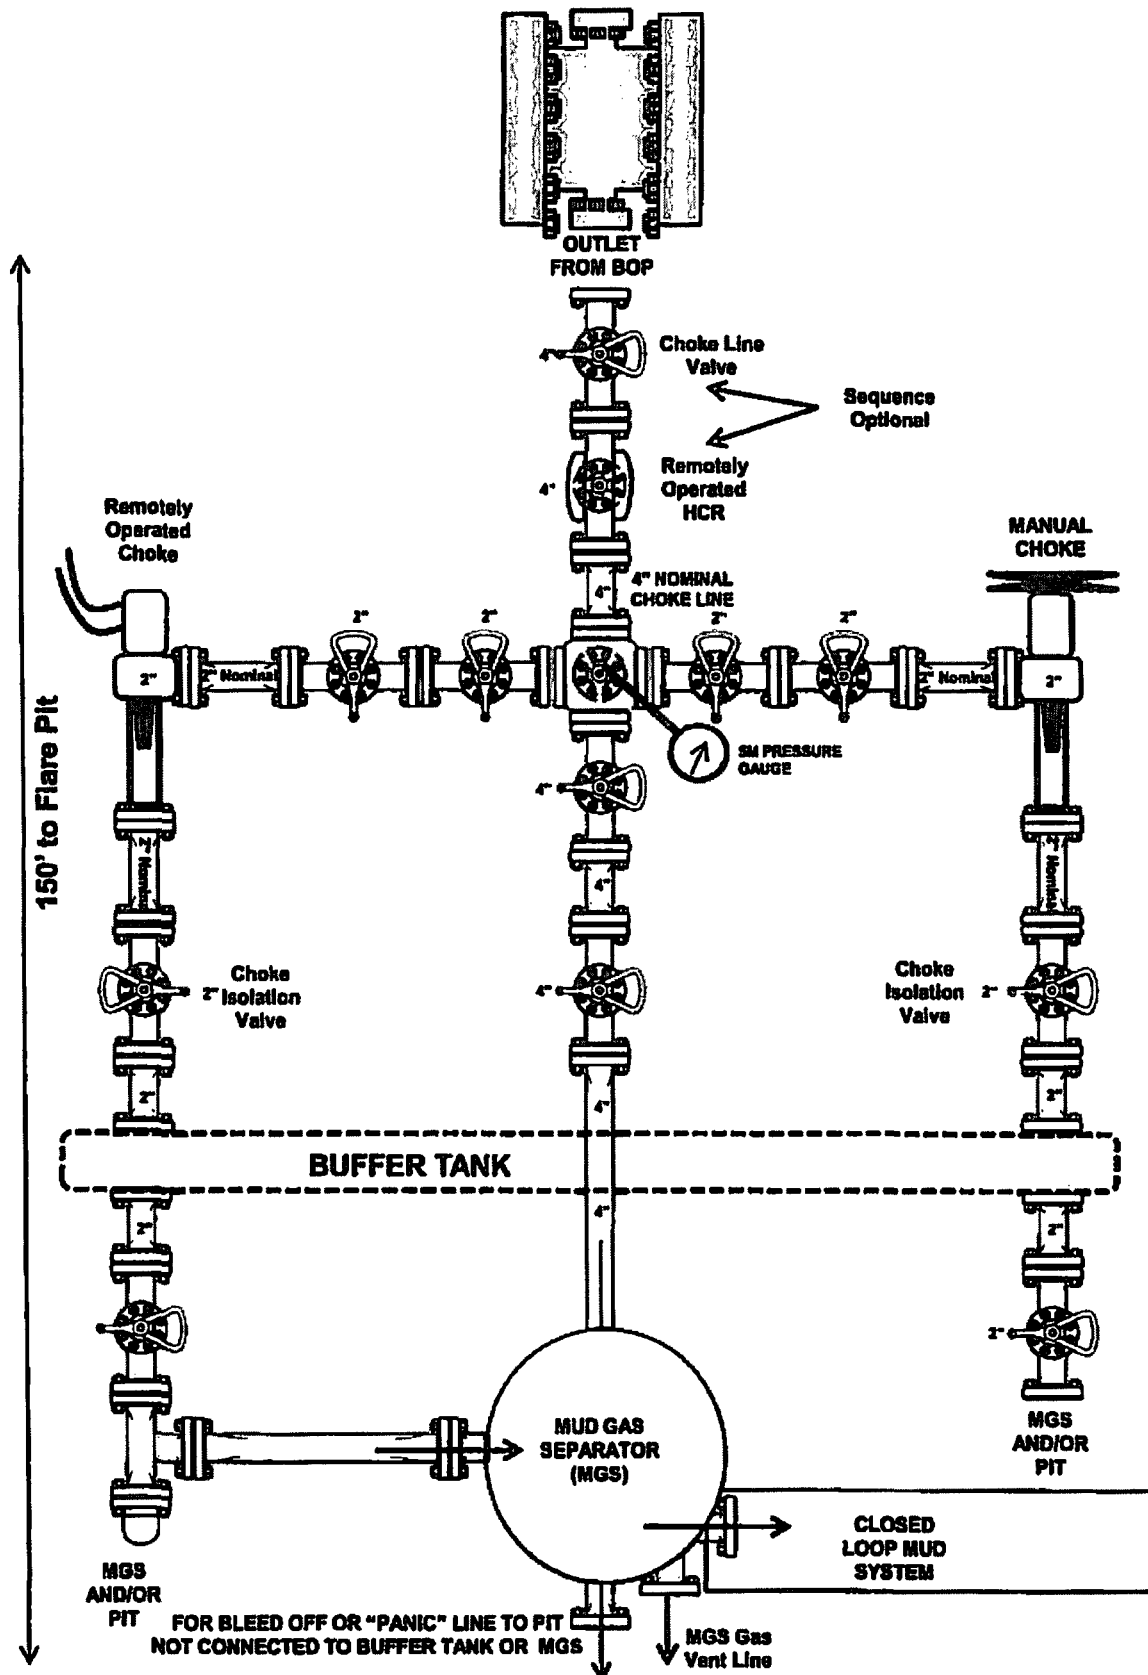 OUTLET
FROM BOP
4"
Choke Line
Valve
Sequence
Optional
4"
Remotely
Operated
HCR
Remotely
Operated
Choke
MANUAL
CHOKE
4"
4" NOMINAL
CHOKE LINE
2"
2"
2"
2"
2"
2" Nominal
2" Nominal
2"
5M PRESSURE
GAUGE
4"
150' to Flare Pit
2" Nominal
4"
2" Nominal
2"
Choke
Isolation
Valve
4"
Choke
Isolation
Valve
2"
2"
4"
2"
BUFFER TANK
2"
4"
2"
2"
MUD GAS
SEPARATOR
(MGS)
MGS
AND/OR
PIT
CLOSED
LOOP MUD
SYSTEM
MGS
AND/OR
PIT
FOR BLEED OFF OR "PANIC" LINE TO PIT
NOT CONNECTED TO BUFFER TANK OR MGS
MGS Gas
Vent Line